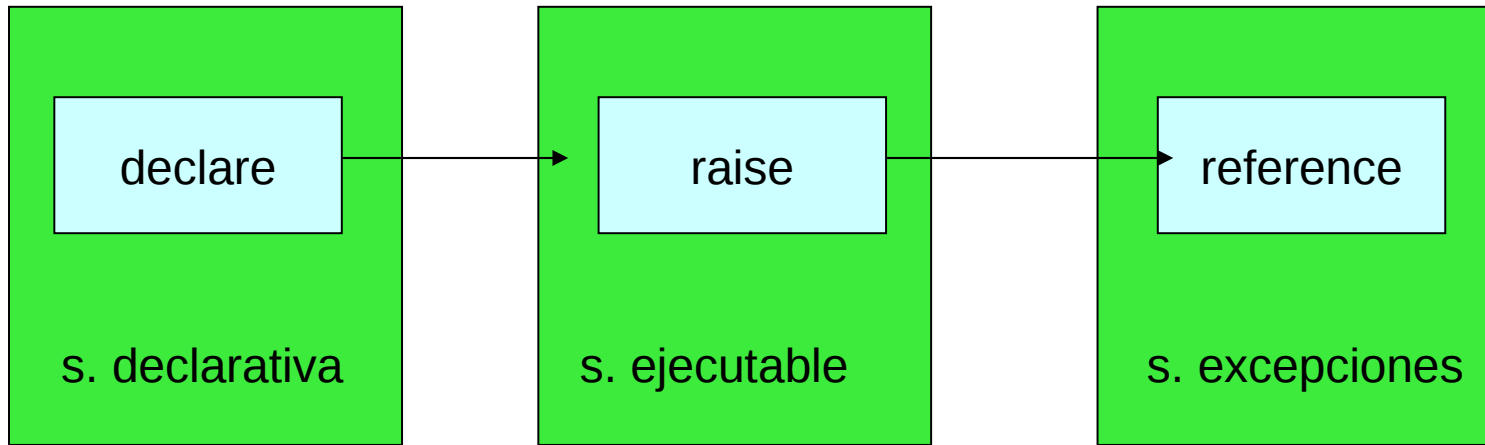 declare
raise
reference
s. declarativa
s. ejecutable
s. excepciones